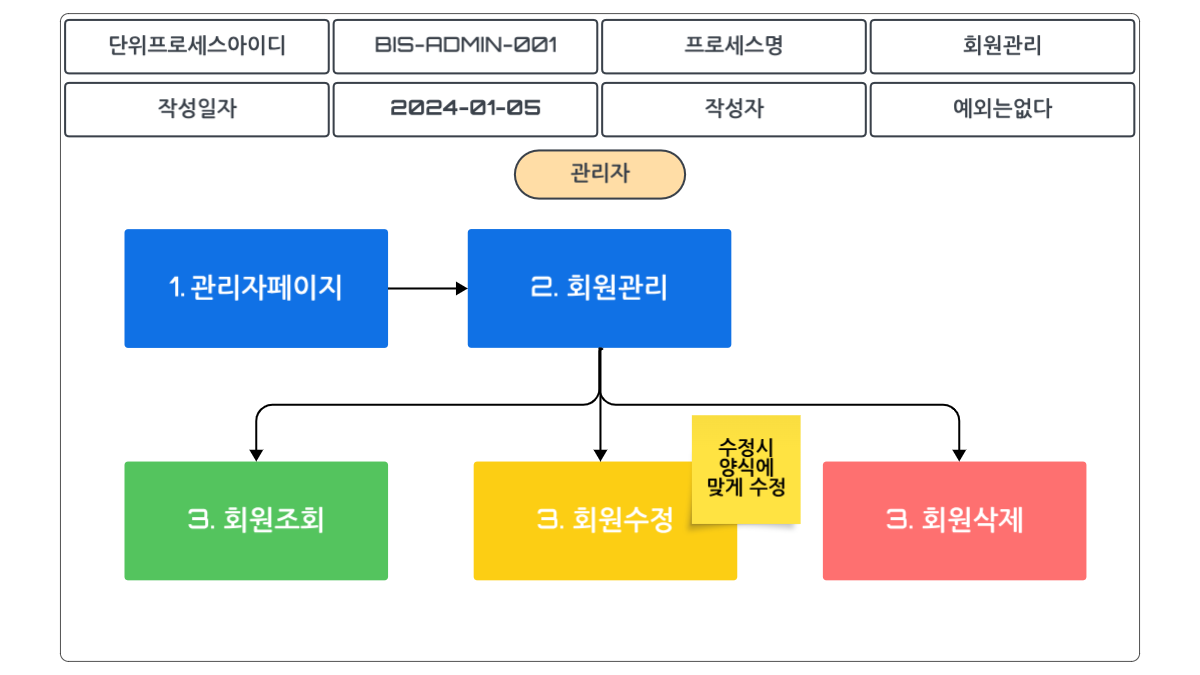 단위프로세스아이디
BIS-ADMIN-001
프로세스명
회원관리
작성일자
2024-01-05
작성자
예외는없다
관리자
1. 관리자페이지
2. 회원관리
수정시
양식에
맞게 수정
3. 회원조회
3. 회원수정
3. 회원삭제